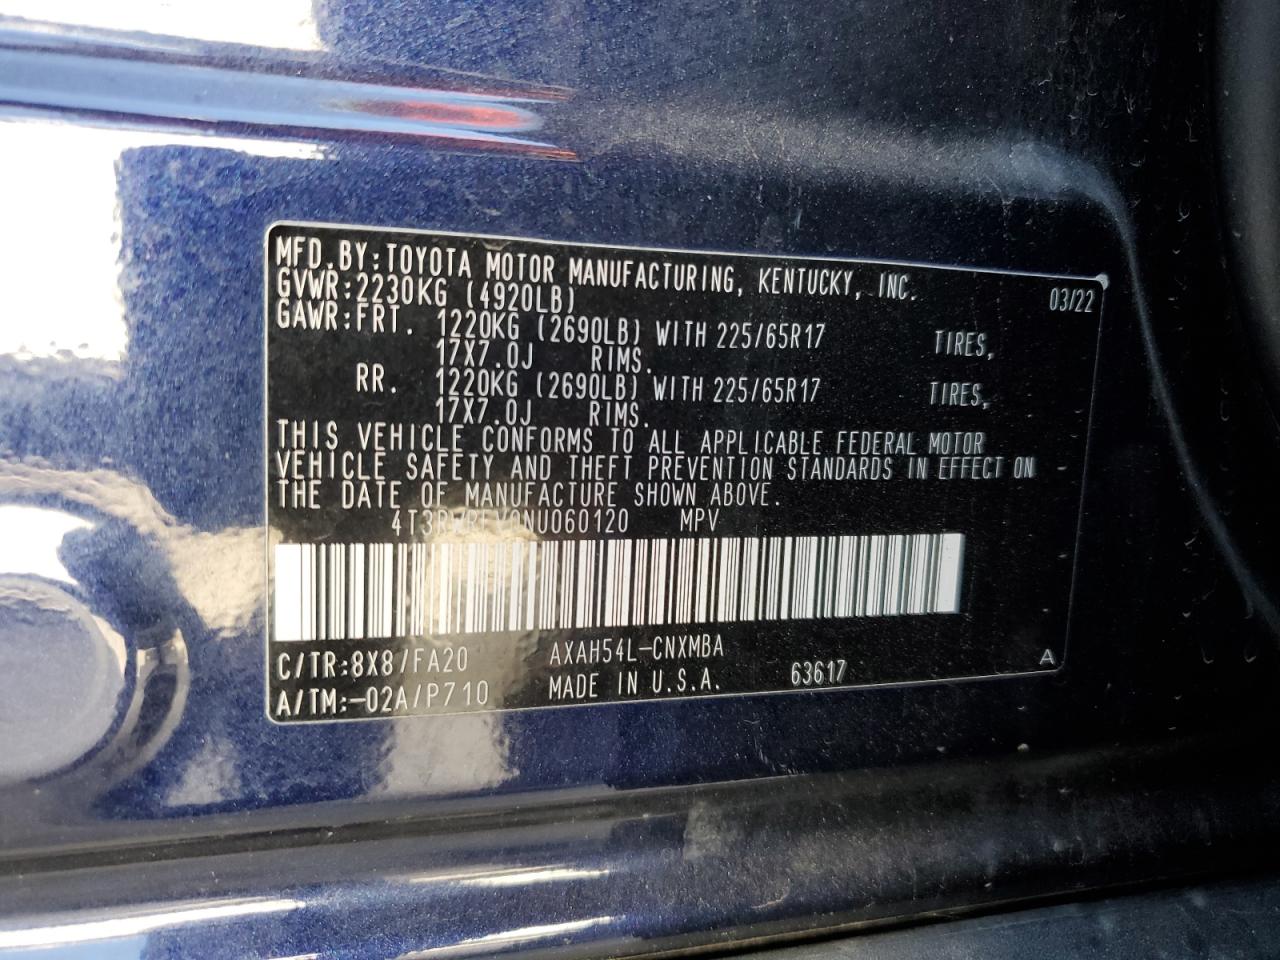 MFD. BY: TOYOTA MOTOR MANUFACTURING, KENTUCKY, INC. 03/22
GVWR: 2230KG (4920LB)
GAWR: FRT. 1220KG (2690LB) WITH 225/65R17 TIRES,
17X7.0J RIMS.
RR. 1220KG (2690LB) WITH 225/65R17 TIRES,
17X7.0J RIMS.
THIS VEHICLE CONFORMS TO ALL APPLICABLE FEDERAL MOTOR
VEHICLE SAFETY AND THEFT PREVENTION STANDARDS IN EFFECT ON
THE DATE OF MANUFACTURE SHOWN ABOVE.
MPV
C/TR: 8X8 /FA20 AXAH54L-CNXMBA
A/TM: -02A/P710 MADE IN U.S.A. 63617 A